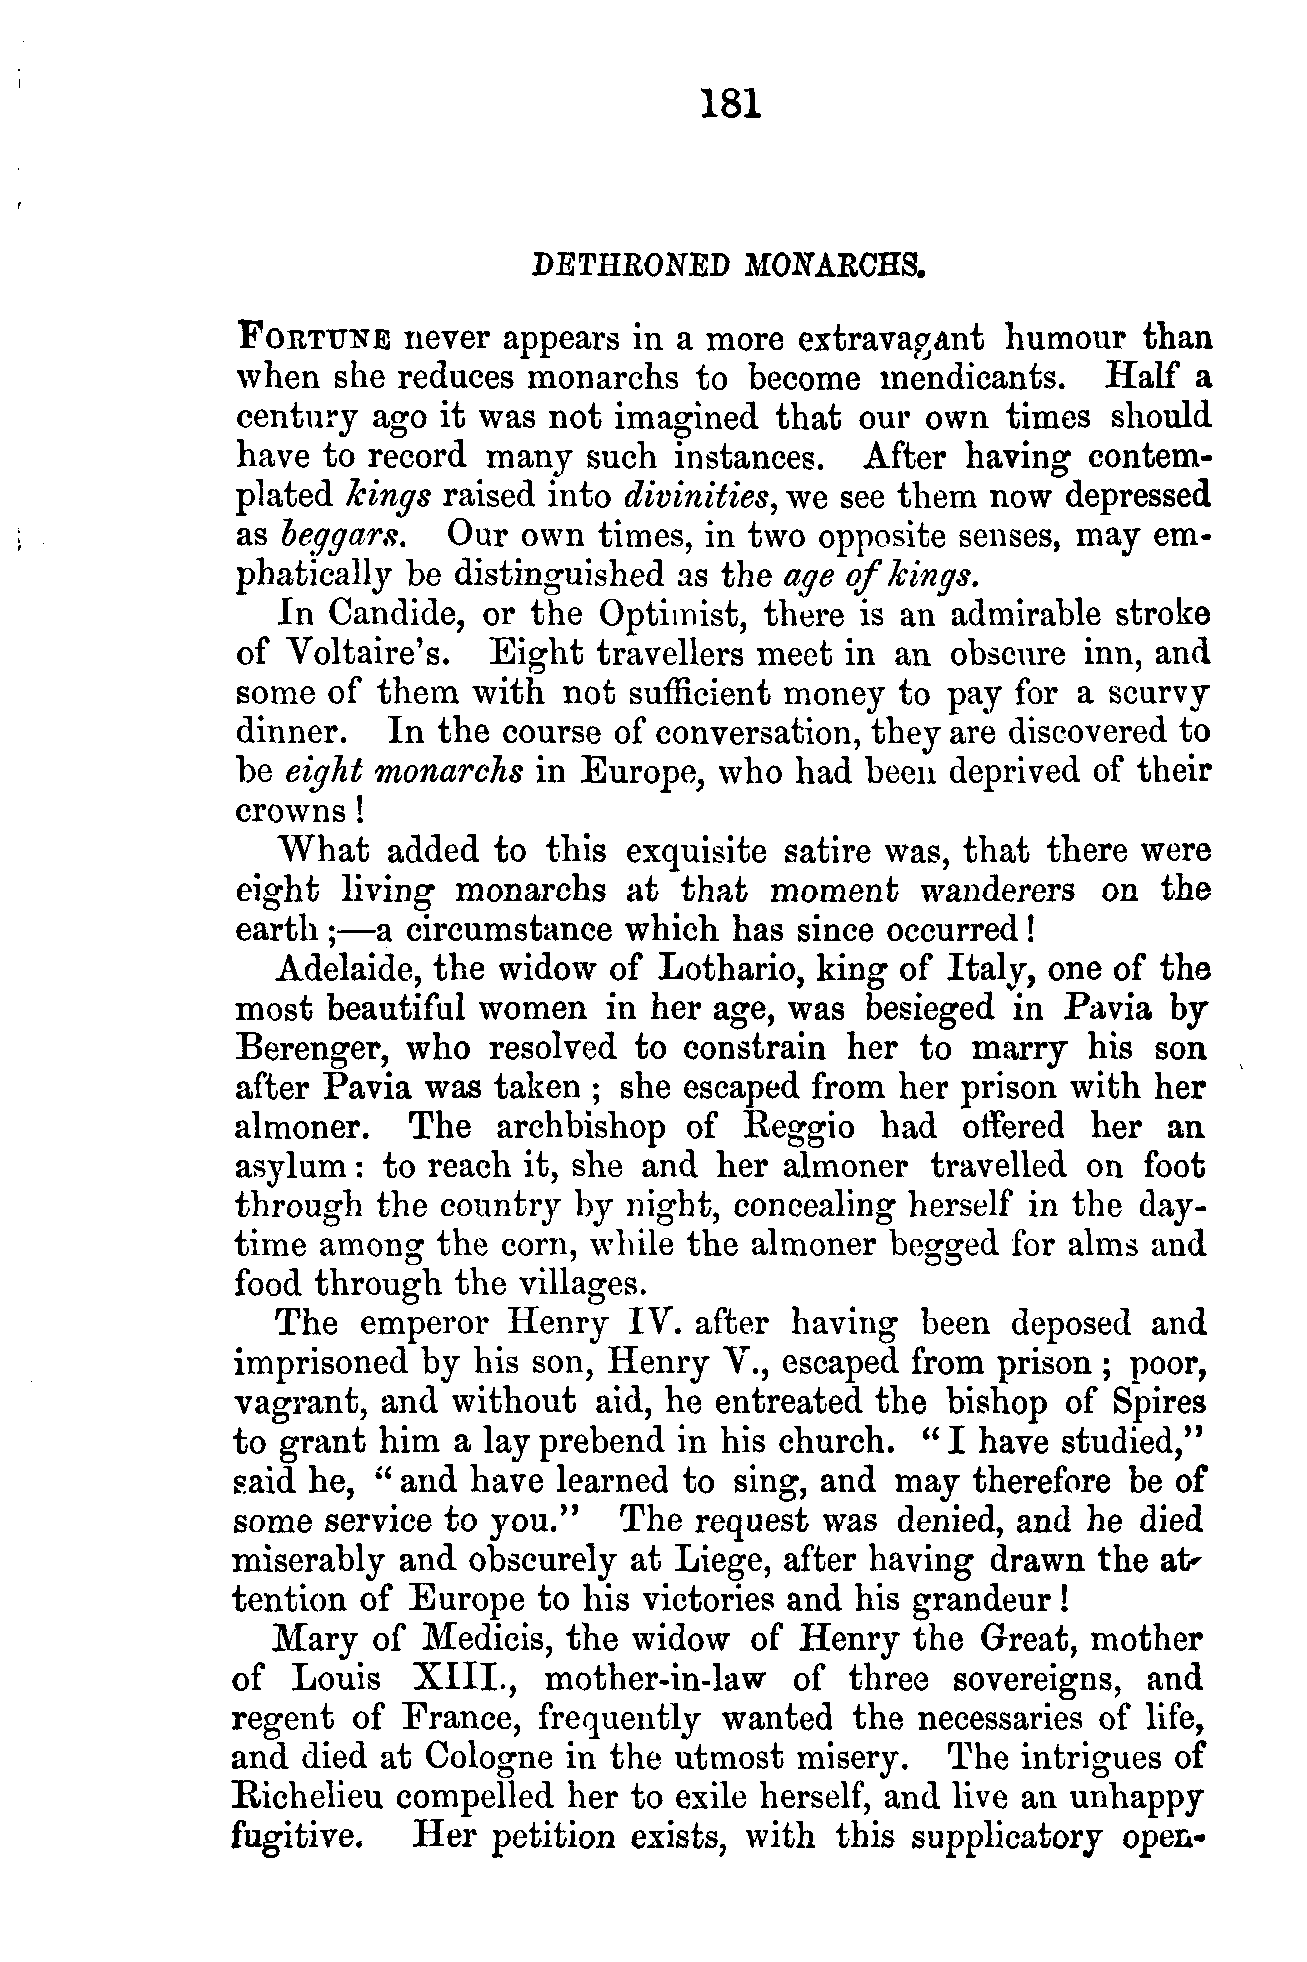 181
DETHRONED MONARCHS.
FORTUNE never appears in a more extravagant humour than
when she reduces monarchs to become mendicants. Half a
century ago it was not imagined that our own times should
have to record many such instances. After having contem-
plated kings raised into divinities, we see them now depressed
as beggars. Our own times, in two opposite senses, may em-
phatically be distinguished as the age of kings.
In Candide, or the Optimist, there is an admirable stroke
of Voltaire's. Eight travellers meet in an obscure inn, and
some of them with not sufficient money to pay for a scurvy
dinner. In the course of conversation, they are discovered to
be eight monarchs in Europe, who had been deprived of their
crowns !
What added to this exquisite satire was, that there were
eight living monarchs at that moment wanderers on the
earth ;—a circumstance which has since occurred !
Adelaide, the widow of Lothario, king of Italy, one of the
most beautiful women in her age, was besieged in Pavia by
Berenger, who resolved to constrain her to marry his son
after Pavia was taken ; she escaped from her prison with her
almoner. The archbishop of Reggio had offered her an
asylum : to reach it, she and her almoner travelled on foot
through the country by night, concealing herself in the day-
time among the corn, while the almoner begged for alms and
food through the villages.
The emperor Henry IV. after having been deposed and
imprisoned by his son, Henry V., escaped from prison ; poor,
vagrant, and without aid, he entreated the bishop of Spires
to grant him a lay prebend in his church. "I have studied,"
said he, "and have learned to sing, and may therefore be of
some service to you." The request was denied, and he died
miserably and obscurely at Liege, after having drawn the at-
tention of Europe to his victories and his grandeur !
Mary of Medicis, the widow of Henry the Great, mother
of Louis XIII., mother-in-law of three sovereigns, and
regent of France, frequently wanted the necessaries of life,
and died at Cologne in the utmost misery. The intrigues of
Richelieu compelled her to exile herself, and live an unhappy
fugitive. Her petition exists, with this supplicatory open-